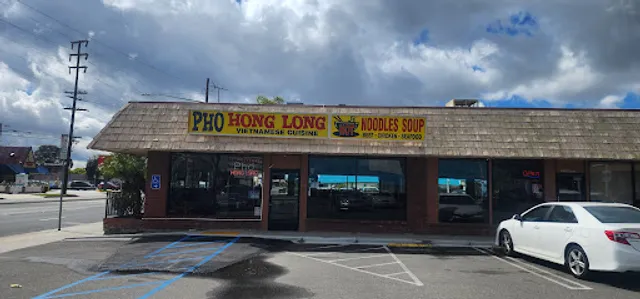 PHO HONG LONG
VIETNAMESE CUISINE
NOODLES SOUP
BEEF - CHICKEN - SEAFOOD